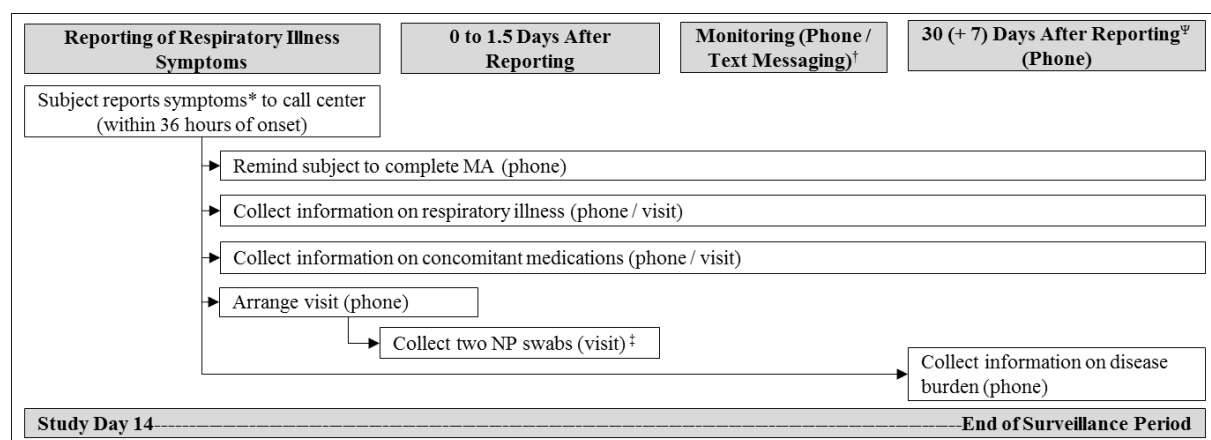 Reporting of Respiratory Illness
Symptoms
0 to 1.5 Days After
Reporting
Monitoring (Phone /
Text Messaging)†
30 (+ 7) Days After ReportingΨ
(Phone)
Subject reports symptoms* to call center
(within 36 hours of onset)
Remind subject to complete MA (phone)
Collect information on respiratory illness (phone / visit)
Collect information on concomitant medications (phone / visit)
Arrange visit (phone)
Collect two NP swabs (visit) ‡
Collect information on disease
burden (phone)
Study Day 14--------------------End of Surveillance Period